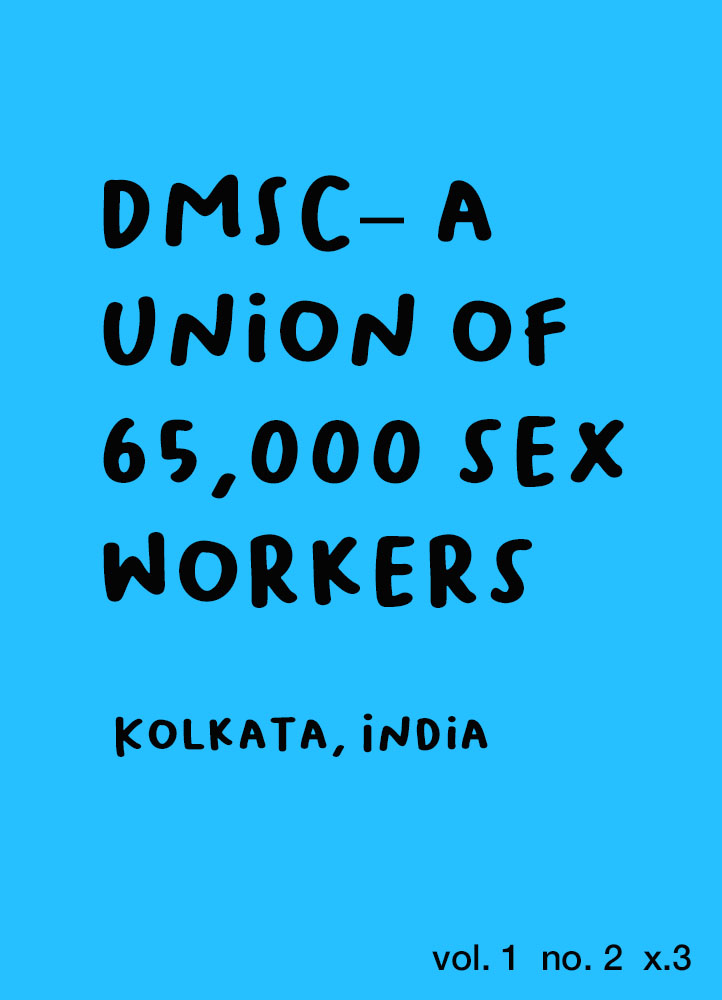 DMSC– A
UNION OF
65,000 SEX
WORKERS
KOLKATA, INDIA
vol. 1 no. 2 x.3